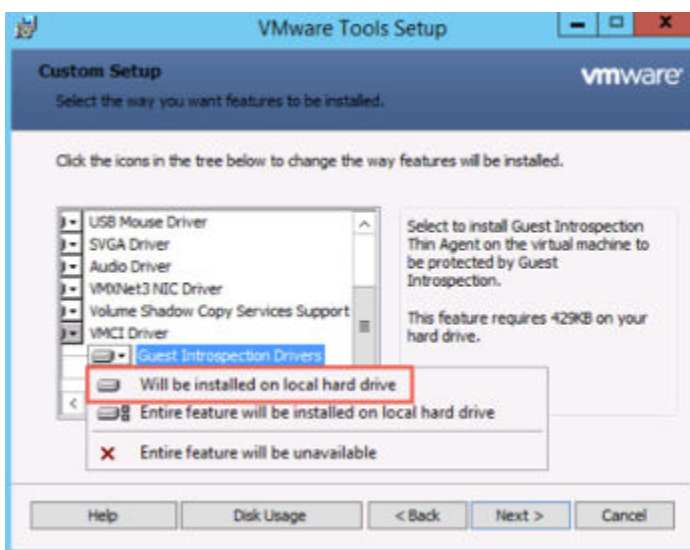 VMware Tools Setup
Custom Setup
vmware
Select the way you want features to be installed.
Click the icons in the tree below to change the way features will be installed.
USB Mouse Driver
SVGA Driver
Audio Driver
VMXNet3 NIC Driver
Volume Shadow Copy Services Support
VMCI Driver
Guest Introspection Drivers
Select to install Guest Introspection
Thin Agent on the virtual machine to
be protected by Guest
Introspection.
This feature requires 429KB on your
hard drive.
Will be installed on local hard drive
Entire feature will be installed on local hard drive
Entire feature will be unavailable
Help
Disk Usage
< Back
Next >
Cancel